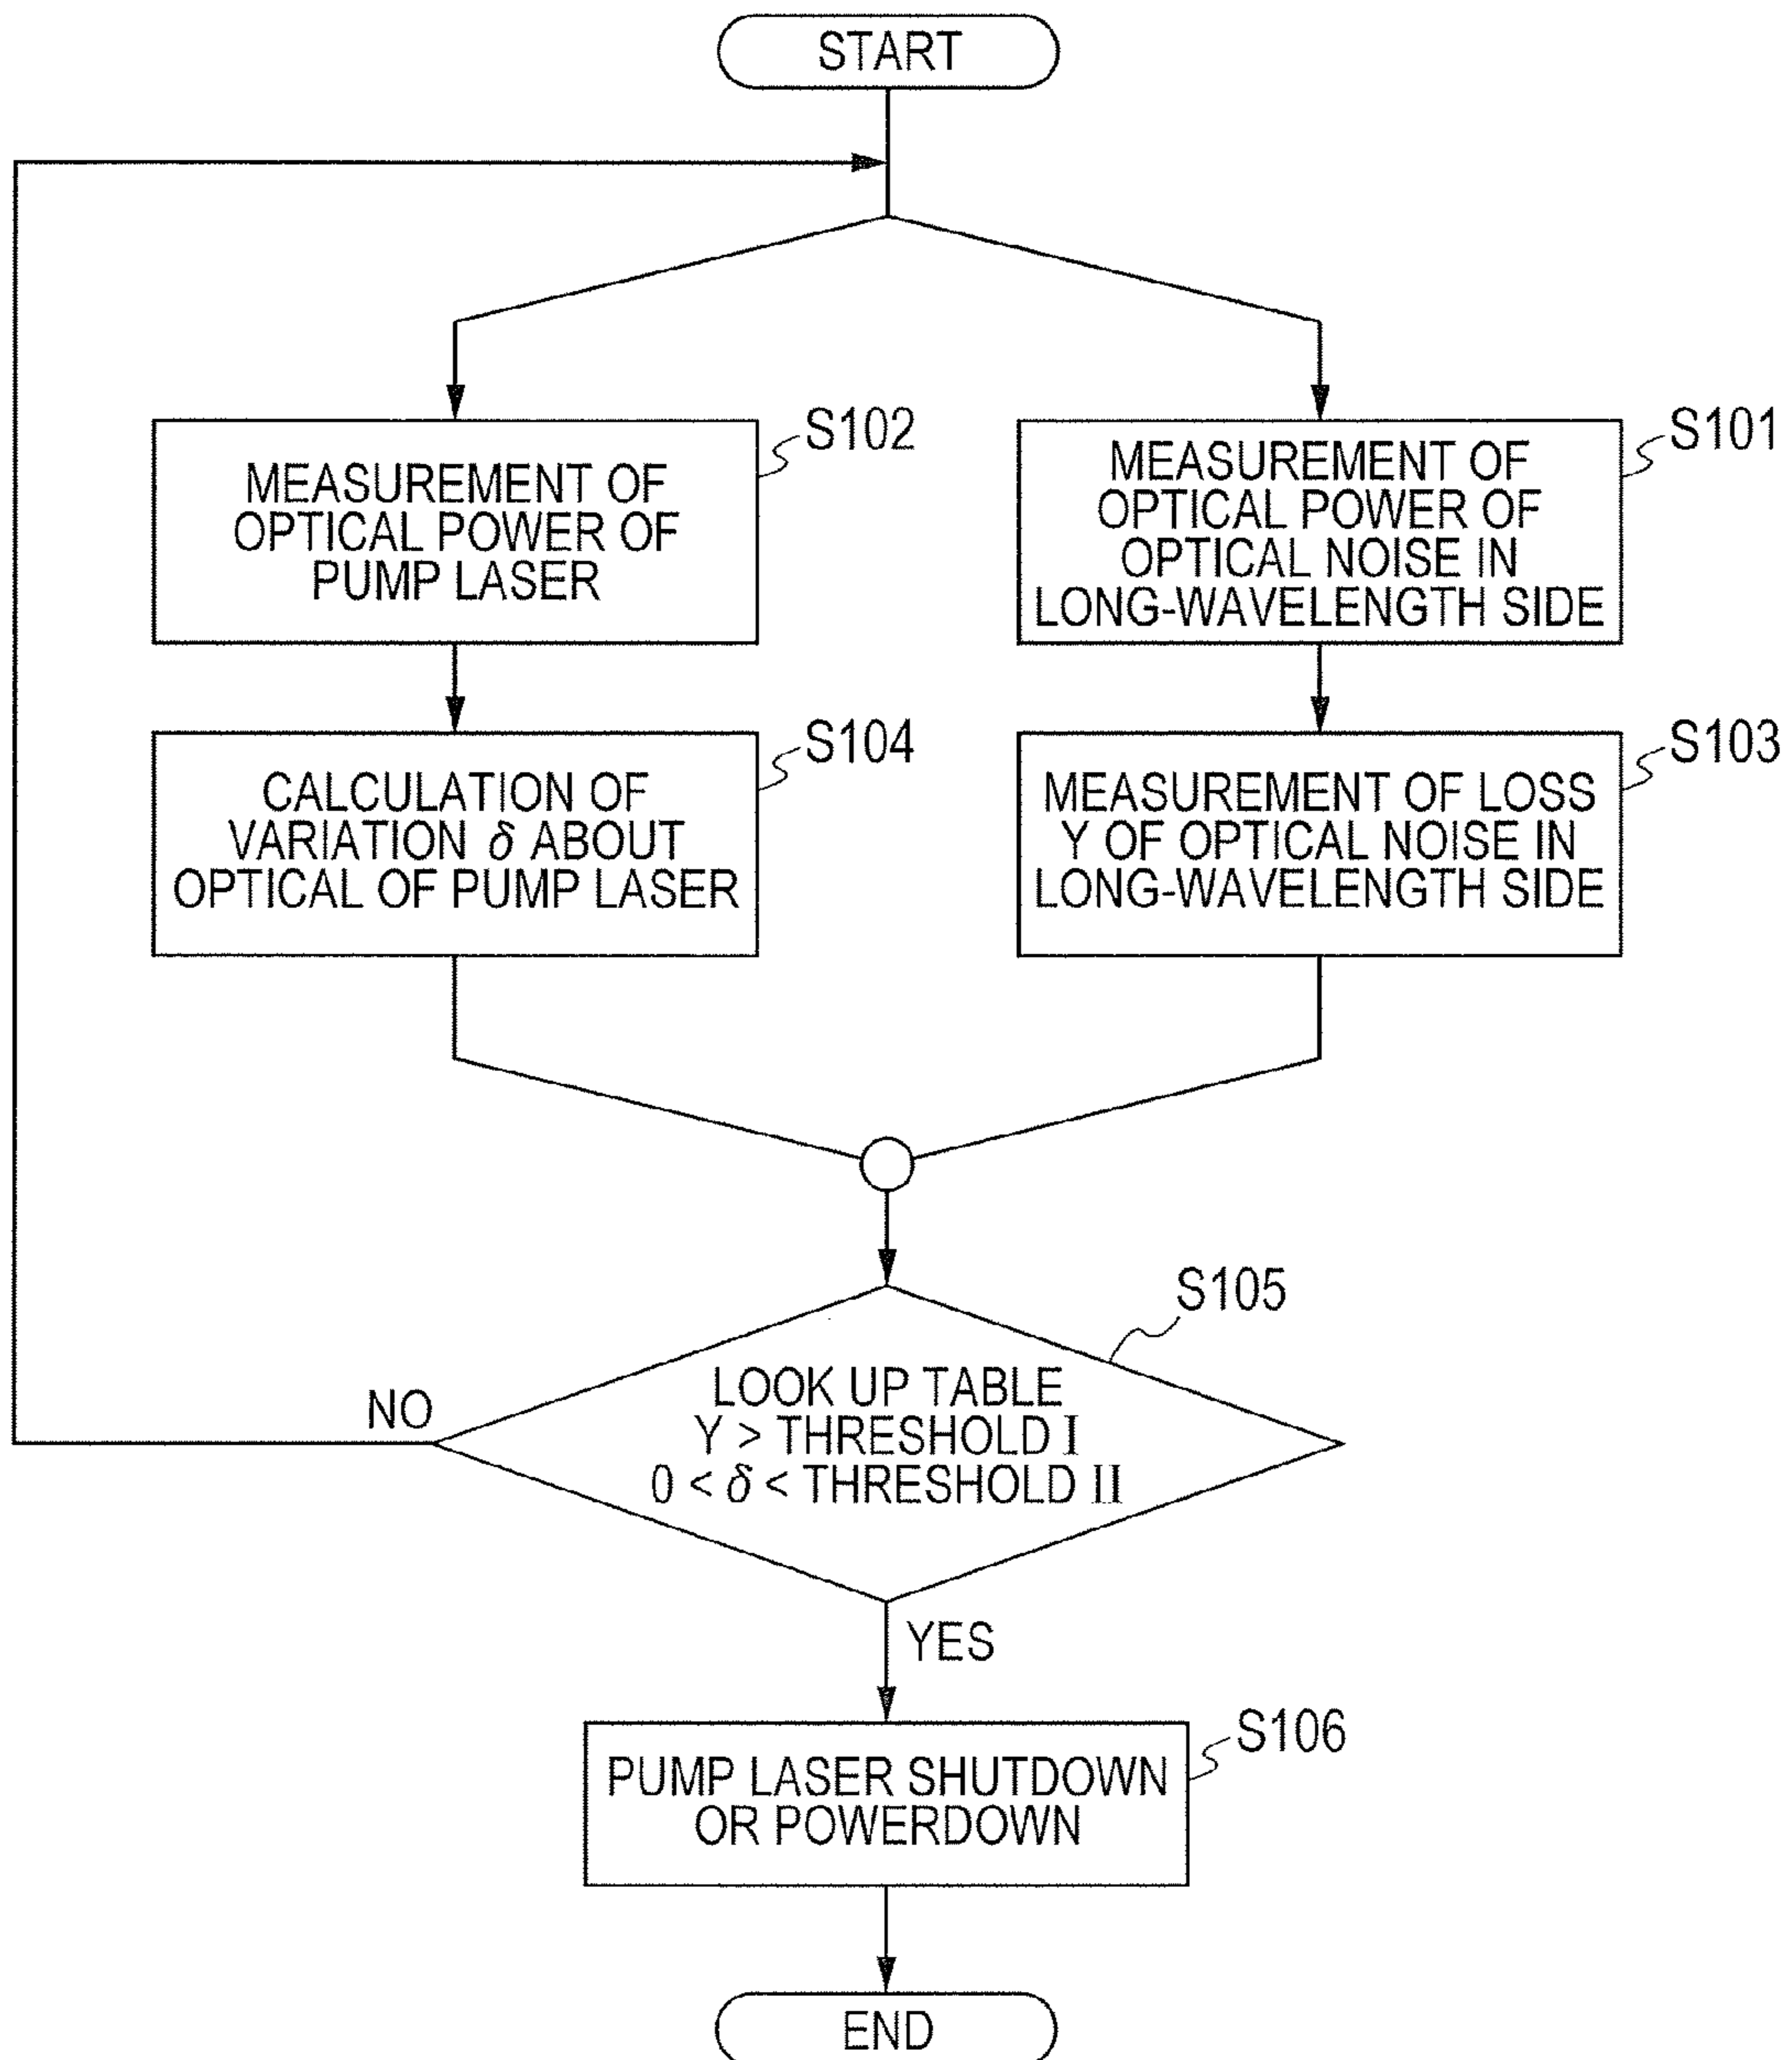 START
S102
MEASUREMENT OF
OPTICAL POWER OF
PUMP LASER
S101
MEASUREMENT OF
OPTICAL POWER OF
OPTICAL NOISE IN
LONG-WAVELENGTH SIDE
S104
CALCULATION OF
VARIATION δ ABOUT
OPTICAL OF PUMP LASER
S103
MEASUREMENT OF LOSS
Y OF OPTICAL NOISE IN
LONG-WAVELENGTH SIDE
S105
LOOK UP TABLE
Y > THRESHOLD I
0 < δ < THRESHOLD II
NO
YES
S106
PUMP LASER SHUTDOWN
OR POWERDOWN
END